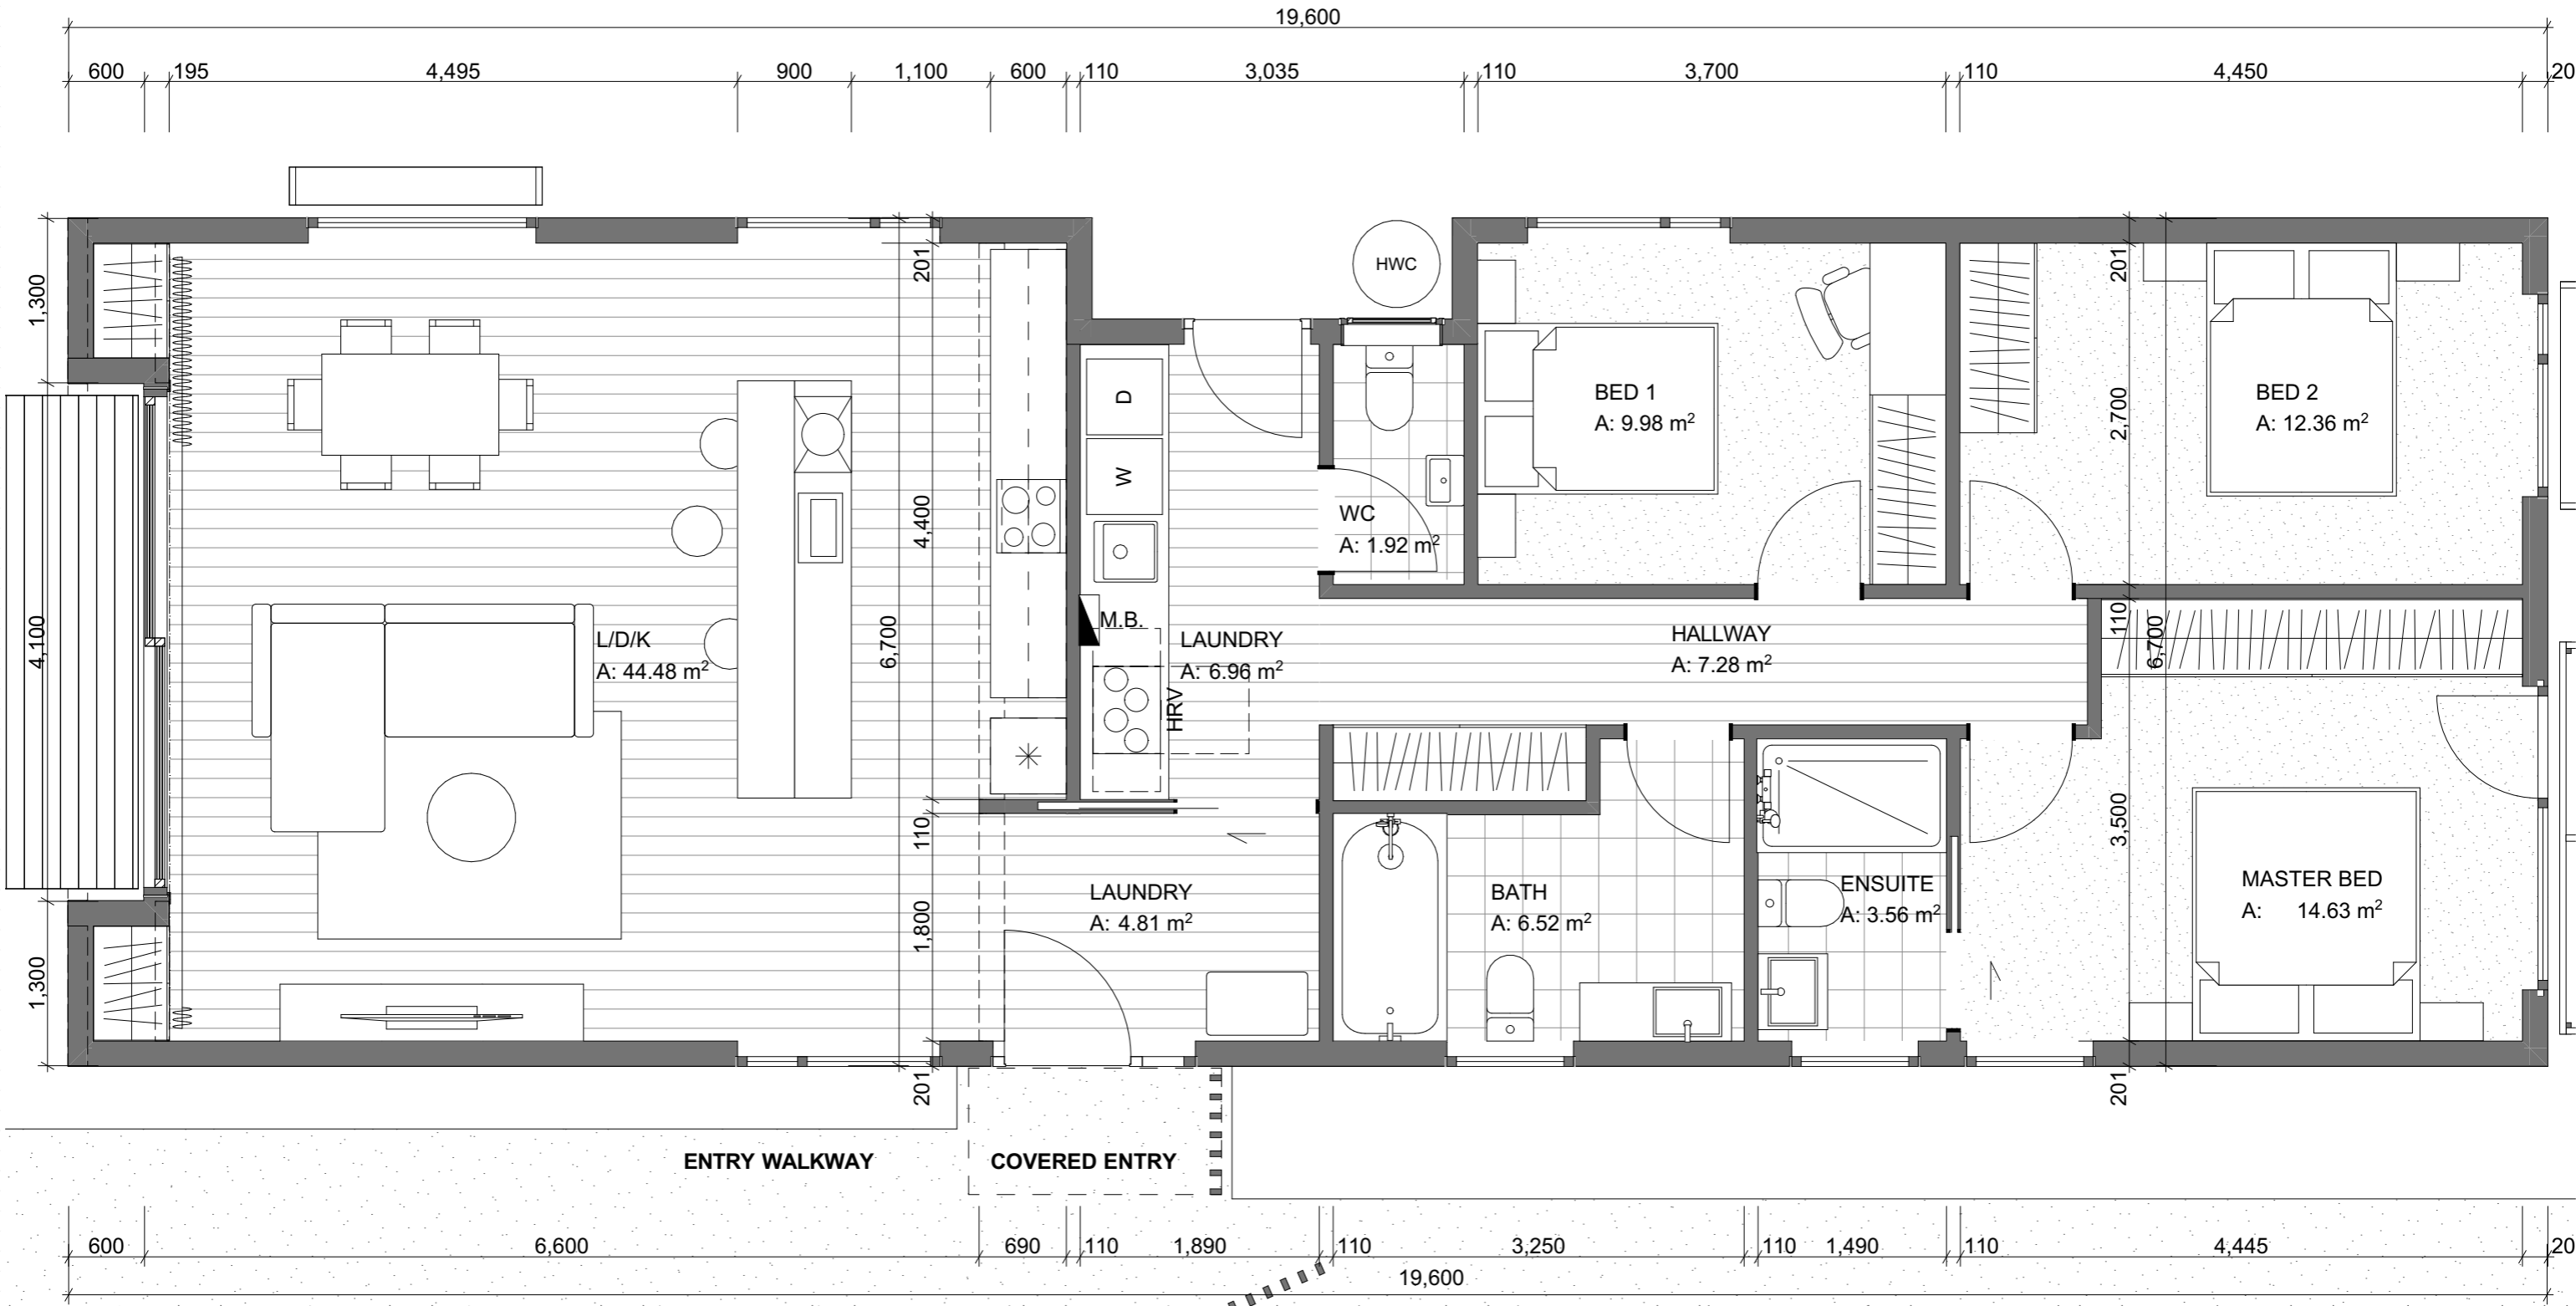 19,600
600 195 4,495 900 1,100 600 110 3,035 110 3,700 110 4,450 20
1,300
4,100
1,300
201
4,400
6,700
110
1,800
201
201
2,700
110
6,700
3,500
201
HWC
D
W
BED 1
A: 9.98 m²
BED 2
A: 12.36 m²
WC
A: 1.92 m²
M.B.
L/D/K
A: 44.48 m²
LAUNDRY
A: 6.96 m²
HRV
HALLWAY
A: 7.28 m²
LAUNDRY
A: 4.81 m²
BATH
A: 6.52 m²
ENSUITE
A: 3.56 m²
MASTER BED
A: 14.63 m²
ENTRY WALKWAY
COVERED ENTRY
600 6,600 690 110 1,890 110 3,250 110 1,490 110 4,445 20
19,600